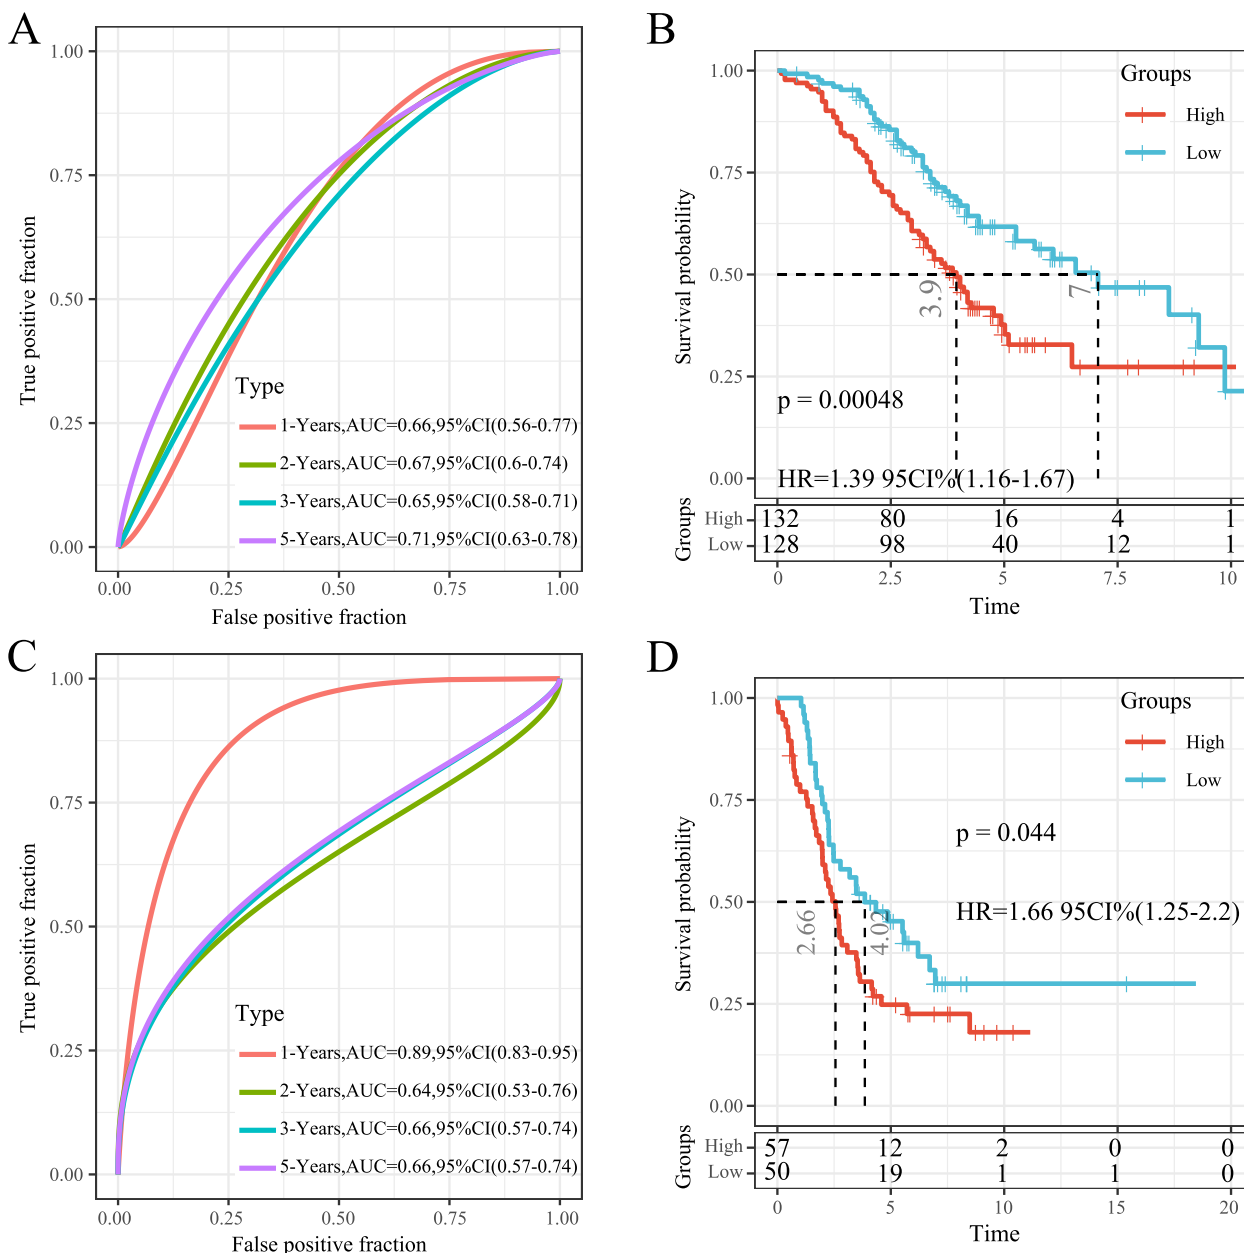 A
1.00
0.75
0.50
0.25
0.00
True positive fraction
Type
1-Years,AUC=0.66,95%CI(0.56-0.77)
2-Years,AUC=0.67,95%CI(0.6-0.74)
3-Years,AUC=0.65,95%CI(0.58-0.71)
5-Years,AUC=0.71,95%CI(0.63-0.78)
0.00 0.25 0.50 0.75 1.00
False positive fraction
B
1.00
0.75
0.50
0.25
0.00
Survival probability
Groups
High
Low
3.9
7
p = 0.00048
HR=1.39 95CI%(1.16-1.67)
Groups
High 132 80 16 4 1
Low 128 98 40 12 1
0 2.5 5 7.5 10
Time
C
1.00
0.75
0.50
0.25
0.00
True positive fraction
Type
1-Years,AUC=0.89,95%CI(0.83-0.95)
2-Years,AUC=0.64,95%CI(0.53-0.76)
3-Years,AUC=0.66,95%CI(0.57-0.74)
5-Years,AUC=0.66,95%CI(0.57-0.74)
0.00 0.25 0.50 0.75 1.00
False positive fraction
D
1.00
0.75
0.50
0.25
0.00
Survival probability
Groups
High
Low
p = 0.044
HR=1.66 95CI%(1.25-2.2)
2.66
4.02
Groups
High 57 12 2 0 0
Low 50 19 1 1 0
0 5 10 15 20
Time